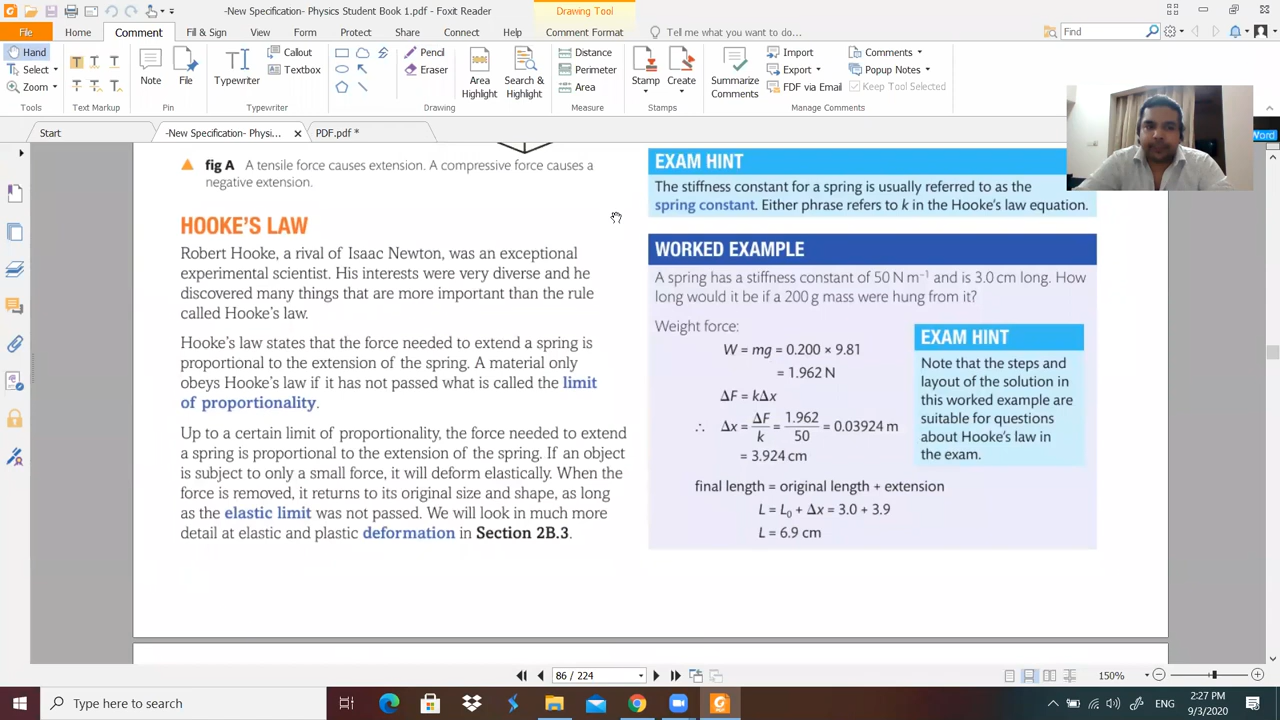 -New Specification- Physics Student Book 1.pdf - Foxit Reader
Drawing Tool
File
Home
Comment
Fill & Sign
View
Form
Protect
Share
Connect
Help
Comment Format
Tell me what you want to do...
Find
Hand
Select
Zoom
Tools
Text Markup
Note
File
Pin
Typewriter
Callout
Textbox
Typewriter
Pencil
Eraser
Drawing
Area Highlight
Search & Highlight
Distance
Perimeter
Area
Measure
Stamp
Create
Stamps
Summarize Comments
Import
Export
FDF via Email
Comments
Popup Notes
Keep Tool Selected
Manage Comments
Start
-New Specification- Physi...
PDF.pdf *
Word
fig A A tensile force causes extension. A compressive force causes a
negative extension.
HOOKE'S LAW
Robert Hooke, a rival of Isaac Newton, was an exceptional
experimental scientist. His interests were very diverse and he
discovered many things that are more important than the rule
called Hooke's law.
Hooke's law states that the force needed to extend a spring is
proportional to the extension of the spring. A material only
obeys Hooke's law if it has not passed what is called the limit
of proportionality.
Up to a certain limit of proportionality, the force needed to extend
a spring is proportional to the extension of the spring. If an object
is subject to only a small force, it will deform elastically. When the
force is removed, it returns to its original size and shape, as long
as the elastic limit was not passed. We will look in much more
detail at elastic and plastic deformation in Section 2B.3.
EXAM HINT
The stiffness constant for a spring is usually referred to as the
spring constant. Either phrase refers to k in the Hooke's law equation.
WORKED EXAMPLE
A spring has a stiffness constant of 50 N m⁻¹ and is 3.0 cm long. How
long would it be if a 200 g mass were hung from it?
Weight force:
W = mg = 0.200 × 9.81
= 1.962 N
ΔF = kΔx
∴ Δx = ΔF/k = 1.962/50 = 0.03924 m
= 3.924 cm
final length = original length + extension
L = L₀ + Δx = 3.0 + 3.9
L = 6.9 cm
EXAM HINT
Note that the steps and
layout of the solution in
this worked example are
suitable for questions
about Hooke's law in
the exam.
86 / 224
150%
Type here to search
ENG
2:27 PM
9/3/2020